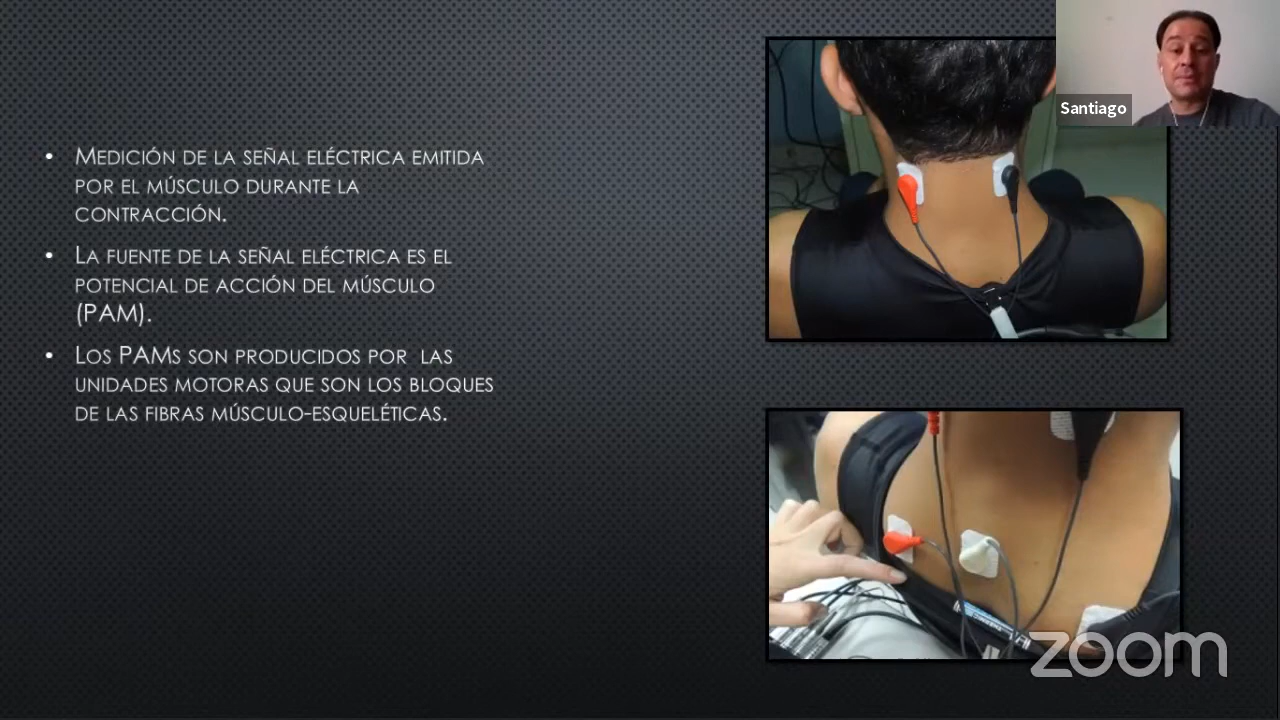 • Medición de la señal eléctrica emitida
por el músculo durante la
contracción.
• La fuente de la señal eléctrica es el
potencial de acción del músculo
(PAM).
• Los PAMs son producidos por las
unidades motoras que son los bloques
de las fibras músculo-esqueléticas.
Santiago
zoom